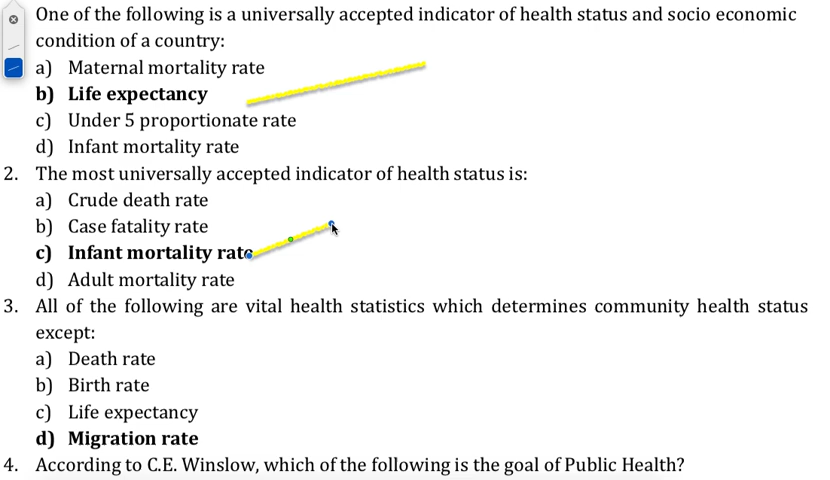 One of the following is a universally accepted indicator of health status and socio economic
condition of a country:
a) Maternal mortality rate
b) Life expectancy
c) Under 5 proportionate rate
d) Infant mortality rate
2. The most universally accepted indicator of health status is:
a) Crude death rate
b) Case fatality rate
c) Infant mortality rate
d) Adult mortality rate
3. All of the following are vital health statistics which determines community health status
except:
a) Death rate
b) Birth rate
c) Life expectancy
d) Migration rate
4. According to C.E. Winslow, which of the following is the goal of Public Health?